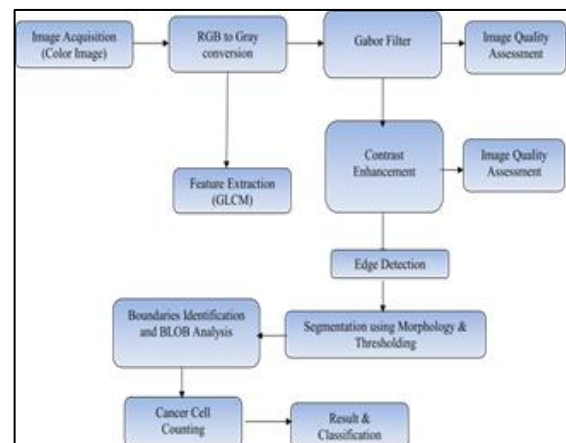 Image Acquisition
(Color Image)
RGB to Gray
conversion
Gabor Filter
Image Quality
Assessment
Contrast
Enhancement
Image Quality
Assessment
Feature Extraction
(GLCM)
Edge Detection
Boundaries Identification
and BLOB Analysis
Segmentation using Morphology &
Thresholding
Cancer Cell
Counting
Result &
Classification